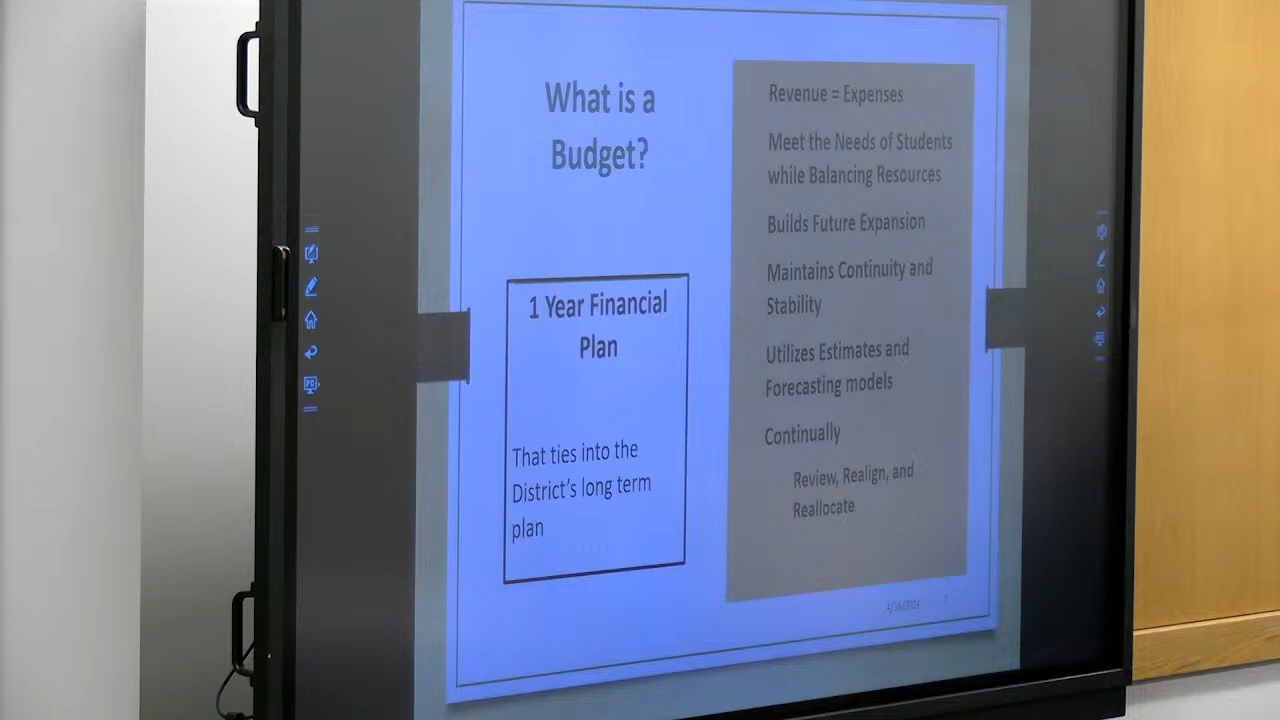 What is a
Budget?
1 Year Financial
Plan
That ties into the
District's long term
plan
Revenue = Expenses
Meet the Needs of Students
while Balancing Resources
Builds Future Expansion
Maintains Continuity and
Stability
Utilizes Estimates and
Forecasting models
Continually
Review, Realign, and
Reallocate
PC